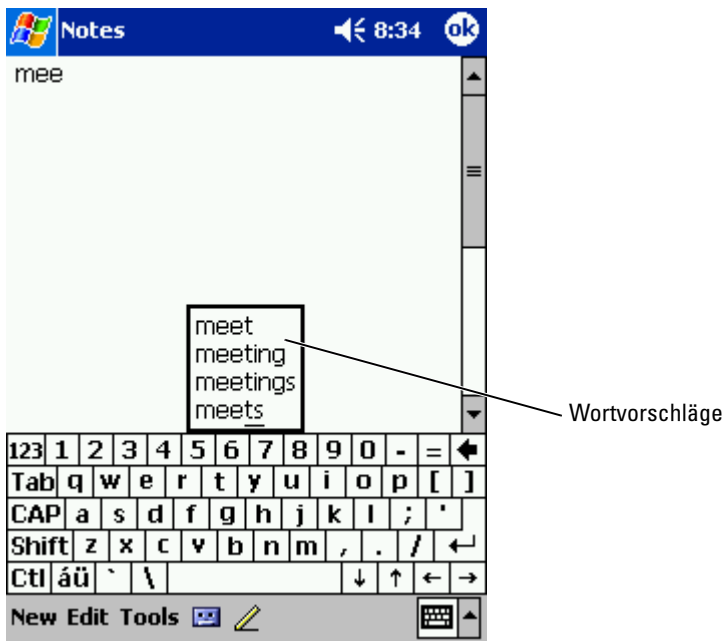 Notes 8:34 ok
mee
meet
meeting
meetings
meets
Wortvorschläge
123 1 2 3 4 5 6 7 8 9 0 - =
Tab q w e r t y u i o p [ ]
CAP a s d f g h j k l ; '
Shift z x c v b n m , . /
Ctl áü ` \ ↓ ↑ ← →
New Edit Tools